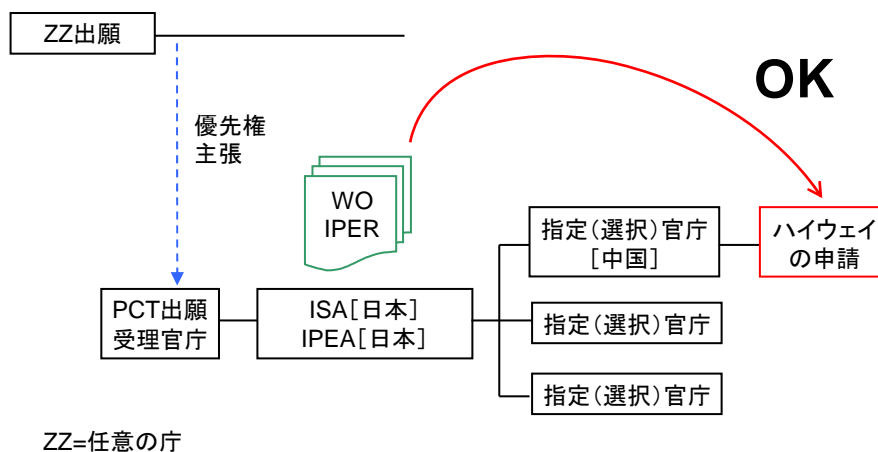 ZZ出願
OK
優先権
主張
WO
IPER
指定(選択)官庁
[中国]
ハイウェイ
の申請
PCT出願
受理官庁
ISA[日本]
IPEA[日本]
指定(選択)官庁
指定(選択)官庁
ZZ=任意の庁